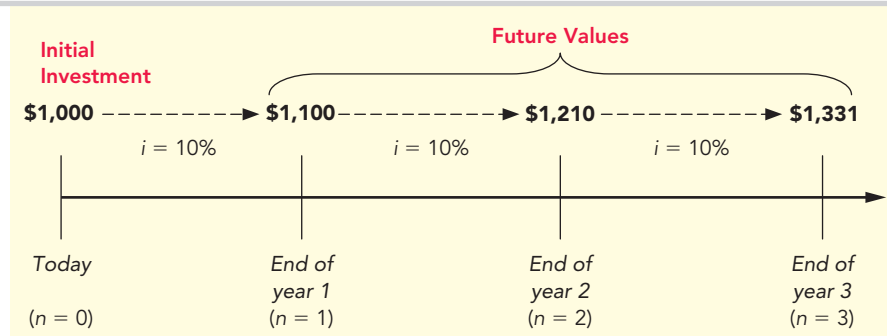 Future Values
Initial
Investment
$1,000 $1,100 $1,210 $1,331
i = 10% i = 10% i = 10%
Today End of End of End of
year 1 year 2 year 3
(n = 0) (n = 1) (n = 2) (n = 3)